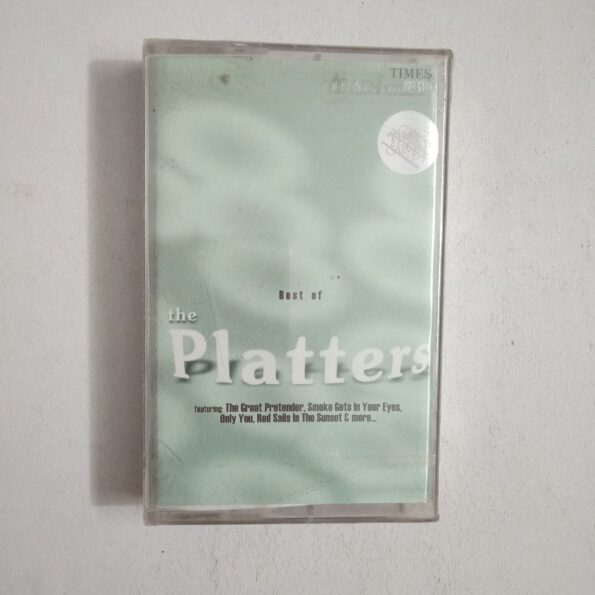 TIMES
Best of
the
Platters
featuring: The Great Pretender, Smoke Gets In Your Eyes,
Only You, Red Sails In The Sunset & more...